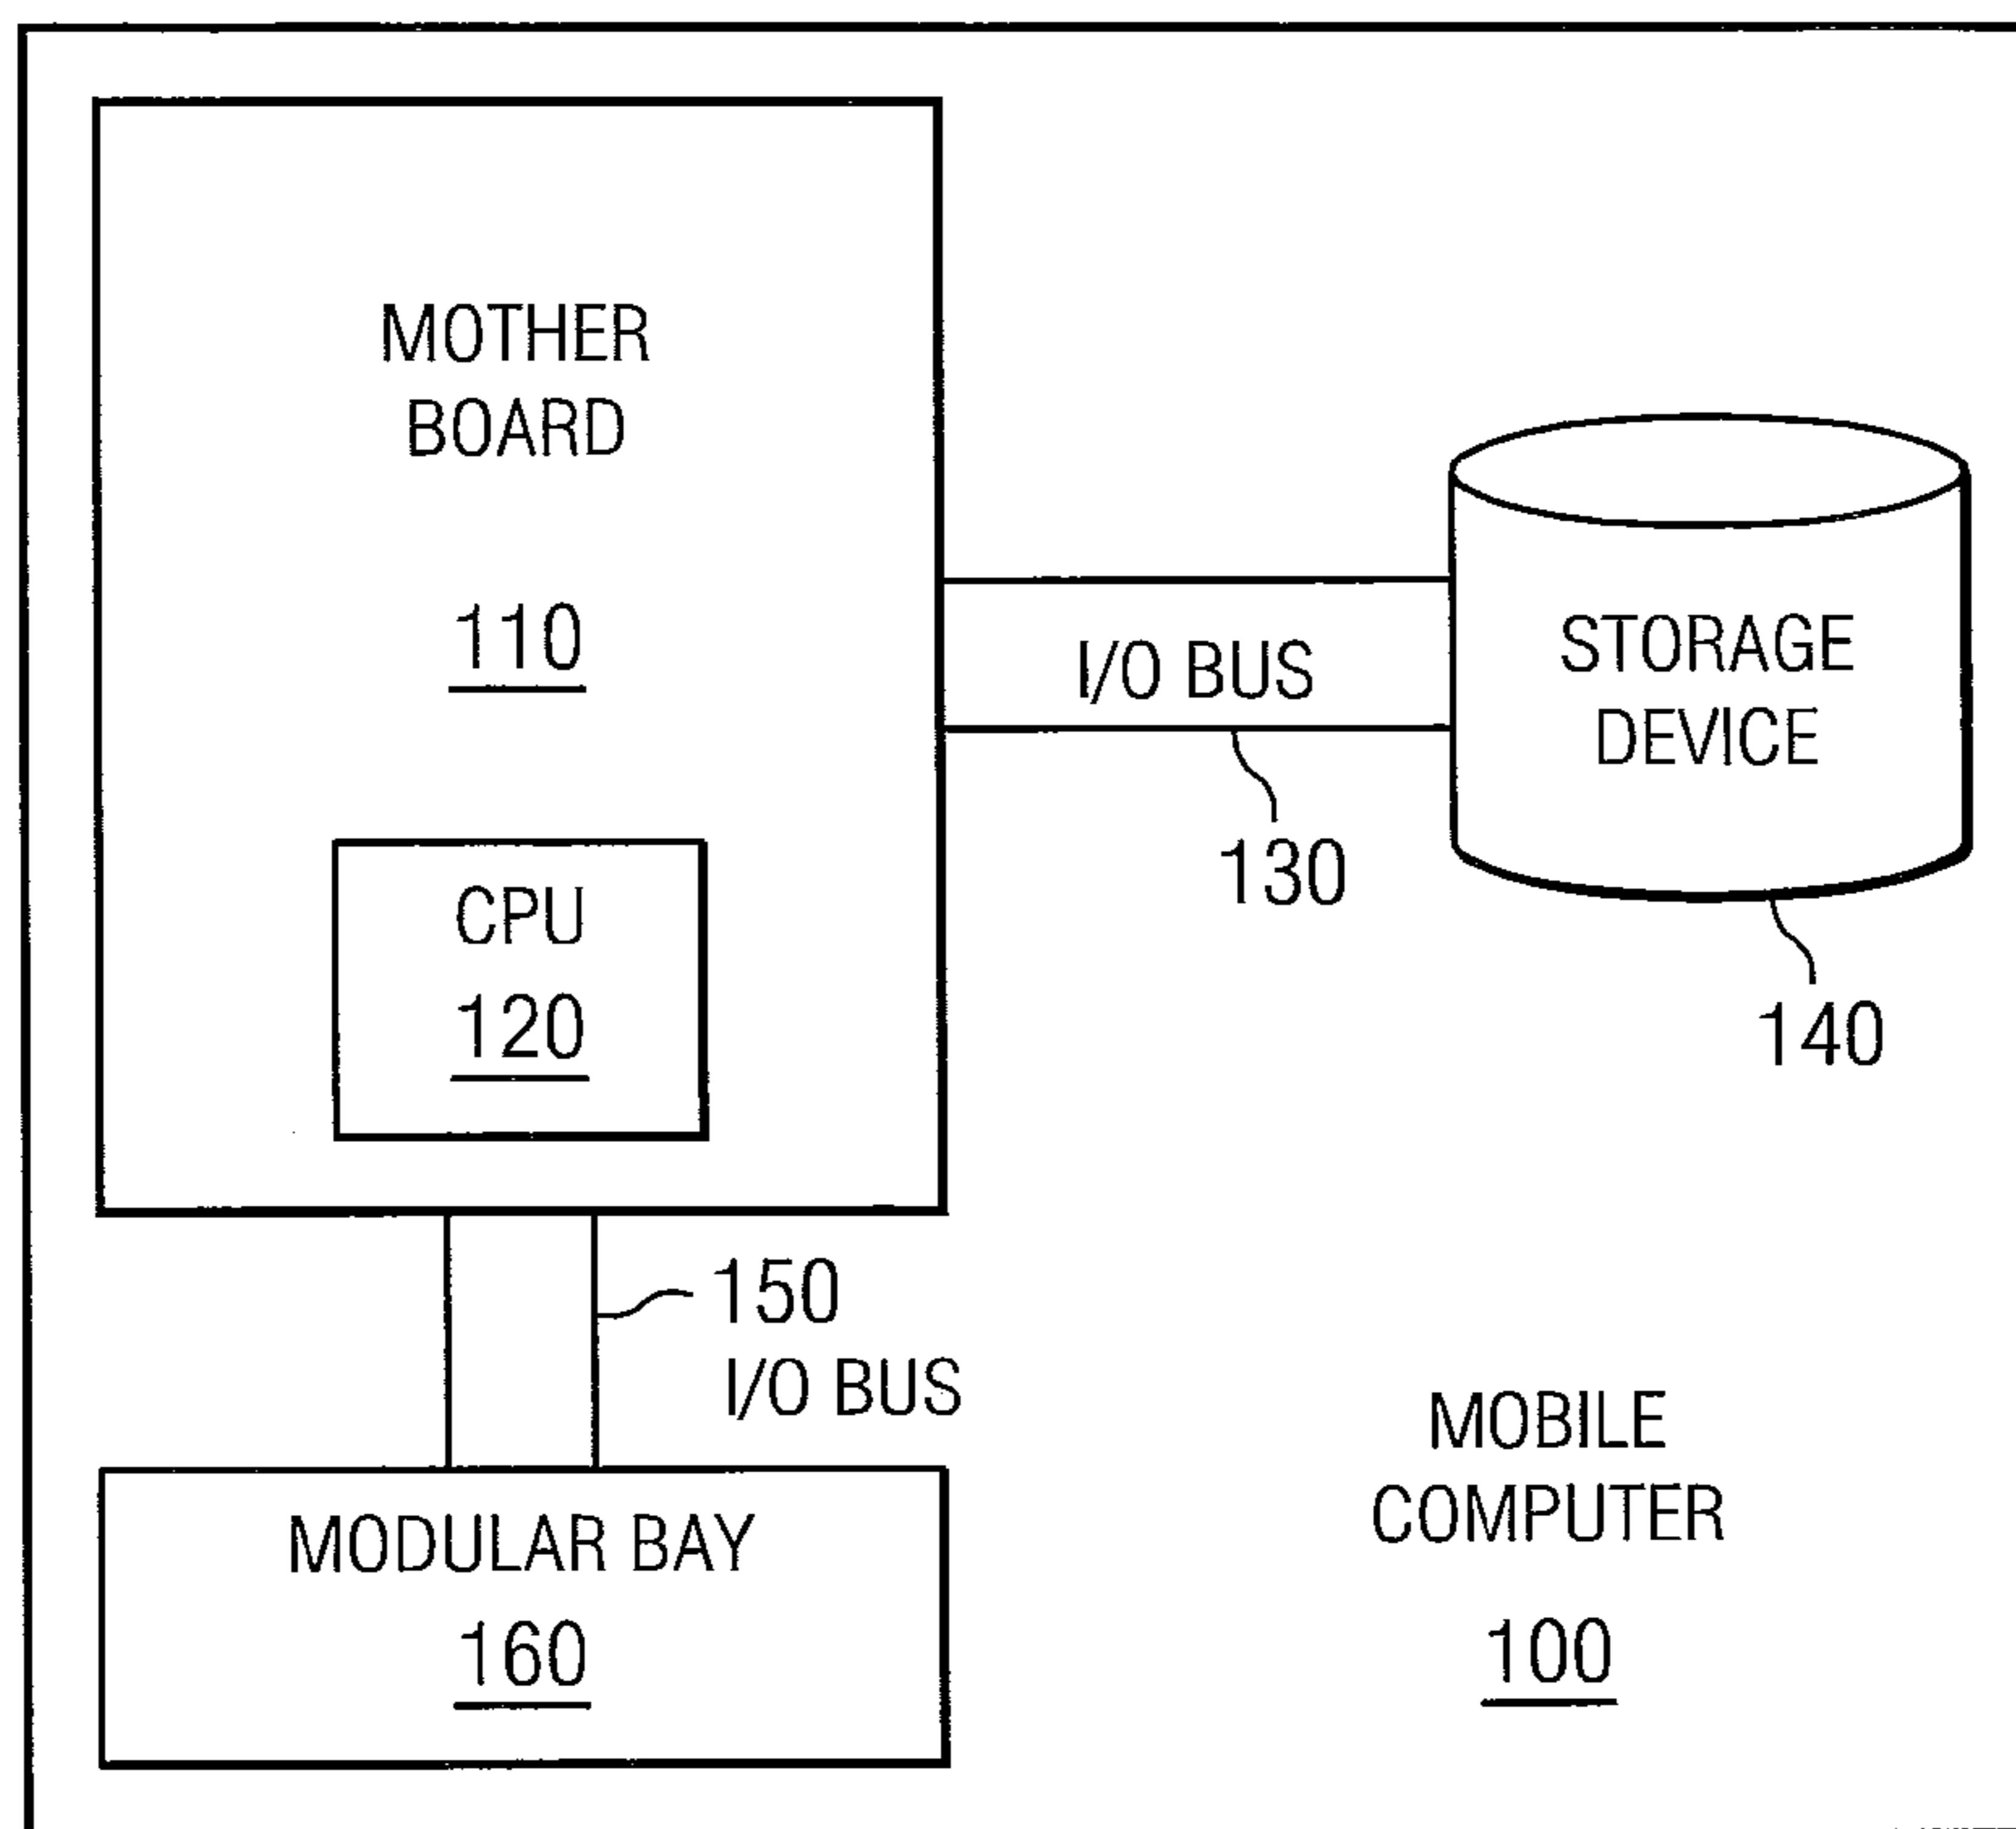 MOTHER
BOARD
110
CPU
120
I/O BUS
130
STORAGE
DEVICE
140
150
I/O BUS
MODULAR BAY
160
MOBILE
COMPUTER
100